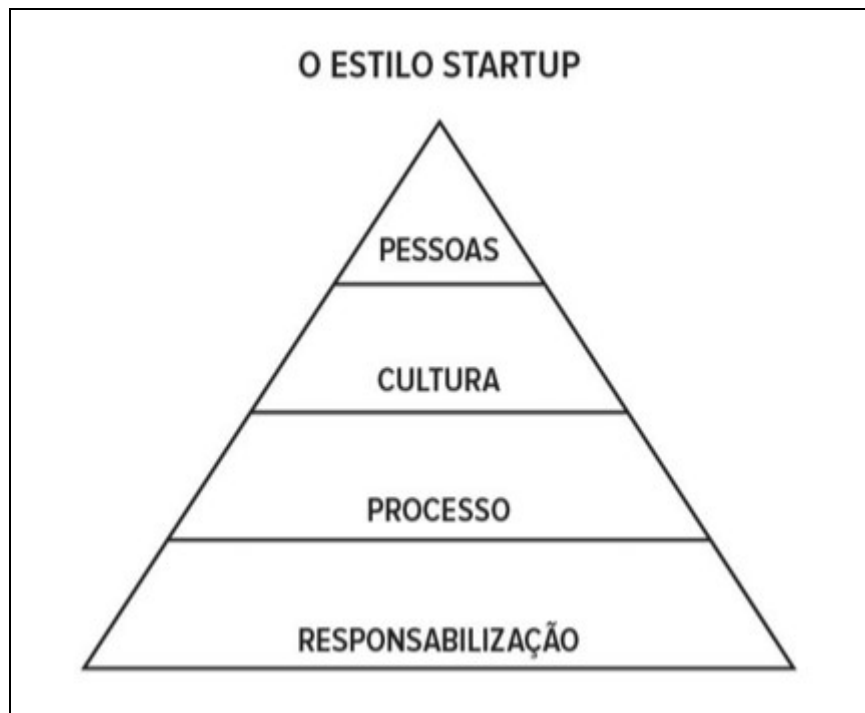 O ESTILO STARTUP
PESSOAS
CULTURA
PROCESSO
RESPONSABILIZAÇÃO